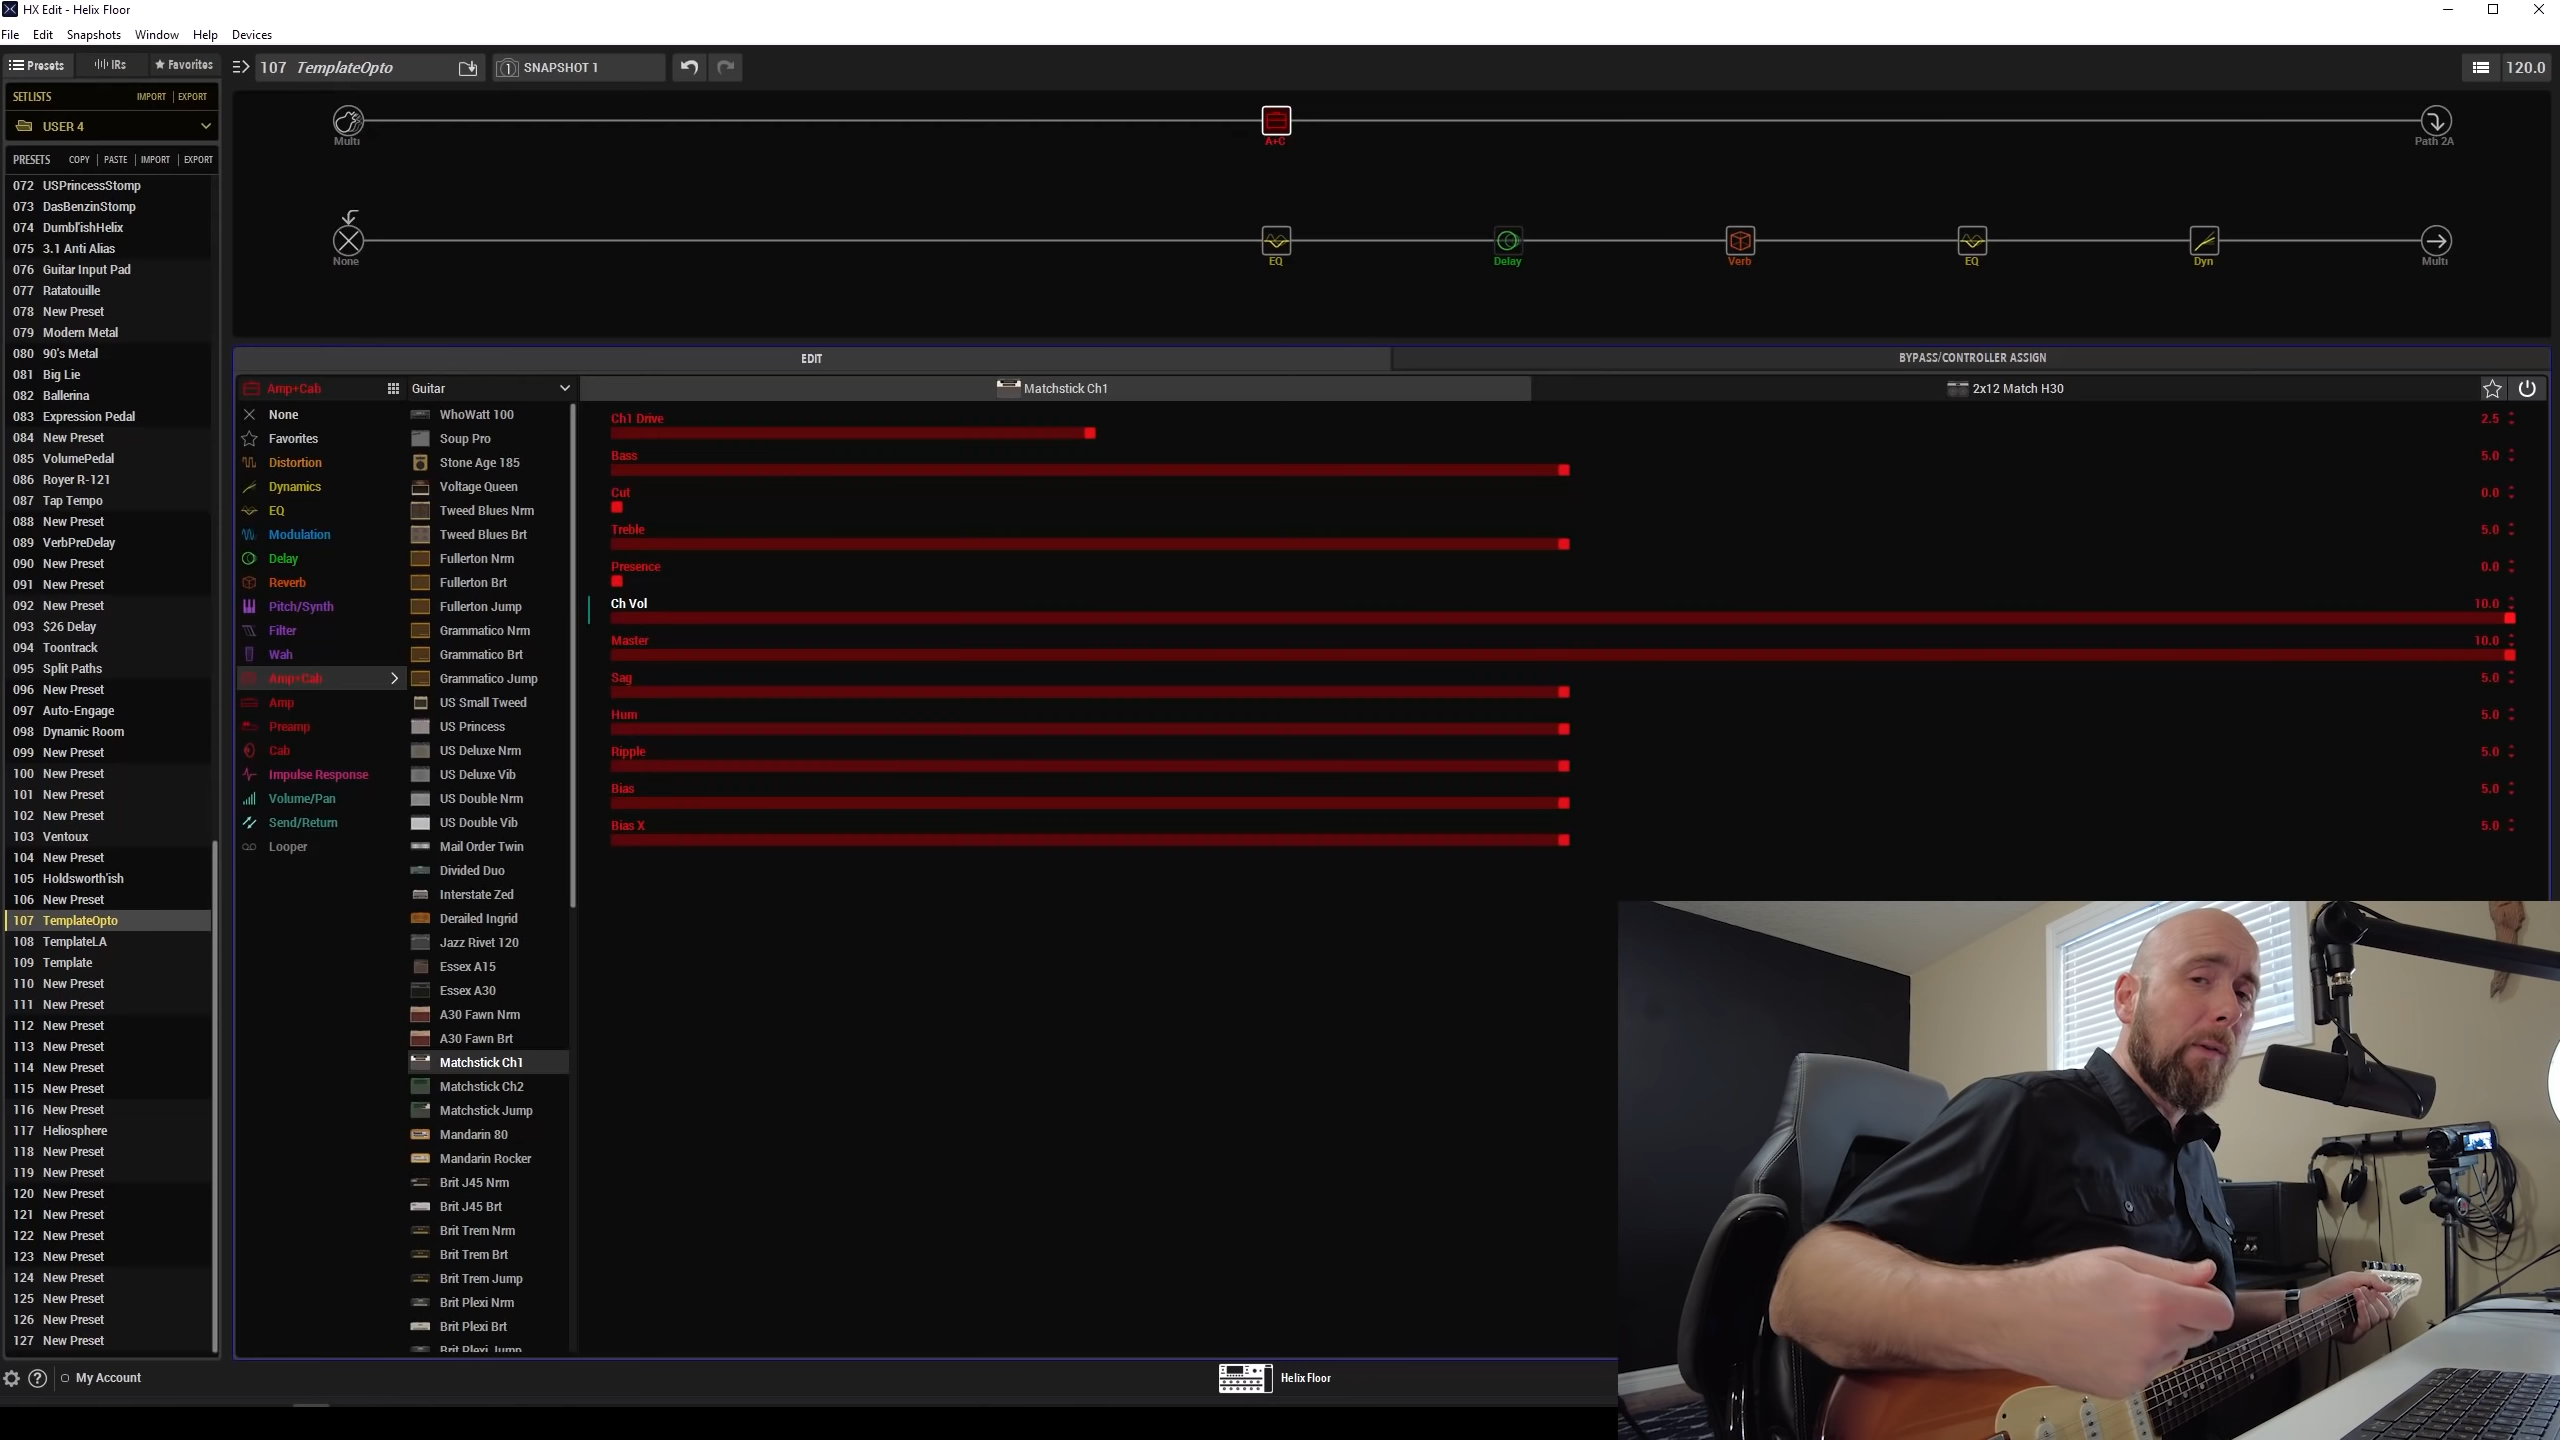 HX Edit - Helix Floor
File Edit Snapshots Window Help Devices
Presets IRs Favorites
107 TemplateOpto
SNAPSHOT 1
120.0
SETLISTS IMPORT | EXPORT
USER 4
PRESETS COPY | PASTE | IMPORT | EXPORT
072 USPrincessStomp
073 DasBenzinStomp
074 Dumbl'ishHelix
075 3.1 Anti Alias
076 Guitar Input Pad
077 Ratatouille
078 New Preset
079 Modern Metal
080 90's Metal
081 Big Lie
082 Ballerina
083 Expression Pedal
084 New Preset
085 VolumePedal
086 Royer R-121
087 Tap Tempo
088 New Preset
089 VerbPreDelay
090 New Preset
091 New Preset
092 New Preset
093 $26 Delay
094 Toontrack
095 Split Paths
096 New Preset
097 Auto-Engage
098 Dynamic Room
099 New Preset
100 New Preset
101 New Preset
102 New Preset
103 Ventoux
104 New Preset
105 Holdsworth'ish
106 New Preset
107 TemplateOpto
108 TemplateLA
109 Template
110 New Preset
111 New Preset
112 New Preset
113 New Preset
114 New Preset
115 New Preset
116 New Preset
117 Heliosphere
118 New Preset
119 New Preset
120 New Preset
121 New Preset
122 New Preset
123 New Preset
124 New Preset
125 New Preset
126 New Preset
127 New Preset
My Account
Multi
A+C
Path 2A
None
EQ
Delay
Verb
EQ
Dyn
Multi
EDIT
BYPASS/CONTROLLER ASSIGN
Amp+Cab
Guitar
Matchstick Ch1
2x12 Match H30
None
Favorites
Distortion
Dynamics
EQ
Modulation
Delay
Reverb
Pitch/Synth
Filter
Wah
Amp+Cab
Amp
Preamp
Cab
Impulse Response
Volume/Pan
Send/Return
Looper
WhoWatt 100
Soup Pro
Stone Age 185
Voltage Queen
Tweed Blues Nrm
Tweed Blues Brt
Fullerton Nrm
Fullerton Brt
Fullerton Jump
Grammatico Nrm
Grammatico Brt
Grammatico Jump
US Small Tweed
US Princess
US Deluxe Nrm
US Deluxe Vib
US Double Nrm
US Double Vib
Mail Order Twin
Divided Duo
Interstate Zed
Derailed Ingrid
Jazz Rivet 120
Essex A15
Essex A30
A30 Fawn Nrm
A30 Fawn Brt
Matchstick Ch1
Matchstick Ch2
Matchstick Jump
Mandarin 80
Mandarin Rocker
Brit J45 Nrm
Brit J45 Brt
Brit Trem Nrm
Brit Trem Brt
Brit Trem Jump
Brit Plexi Nrm
Brit Plexi Brt
Brit Plexi Jump
Ch1 Drive 2.5
Bass 5.0
Cut 0.0
Treble 5.0
Presence 0.0
Ch Vol 10.0
Master 10.0
Sag 5.0
Hum 5.0
Ripple 5.0
Bias 5.0
Bias X 5.0
Helix Floor